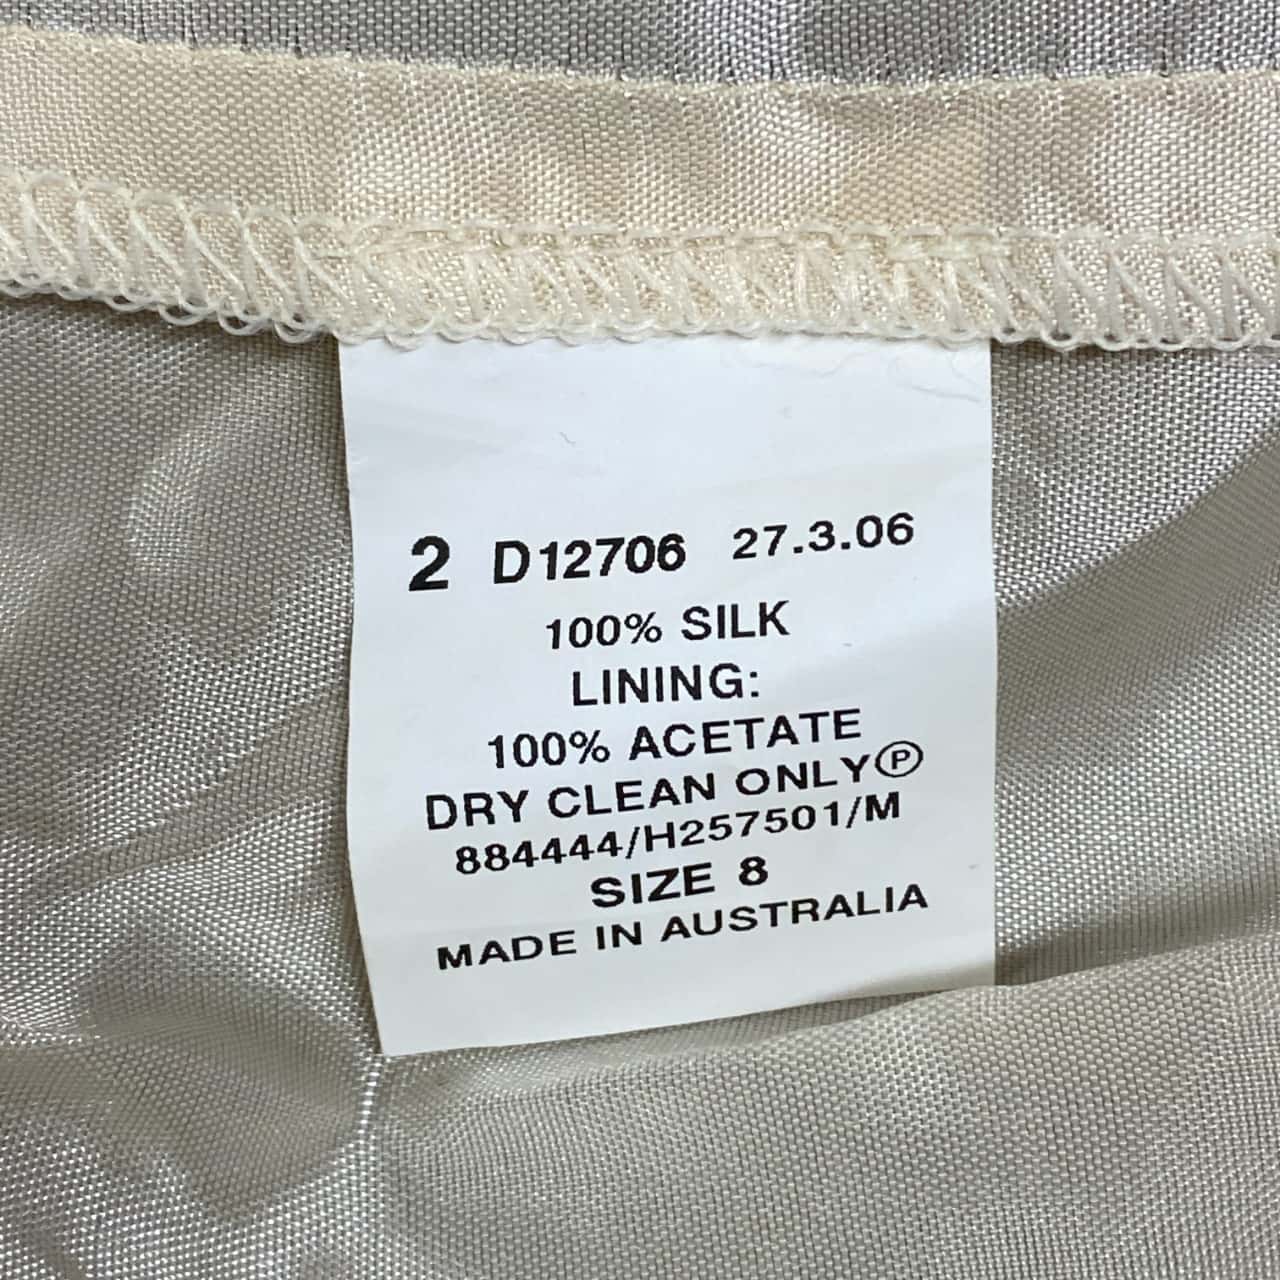 2 D12706 27.3.06
100% SILK
LINING:
100% ACETATE
DRY CLEAN ONLYⓅ
884444/H257501/M
SIZE 8
MADE IN AUSTRALIA